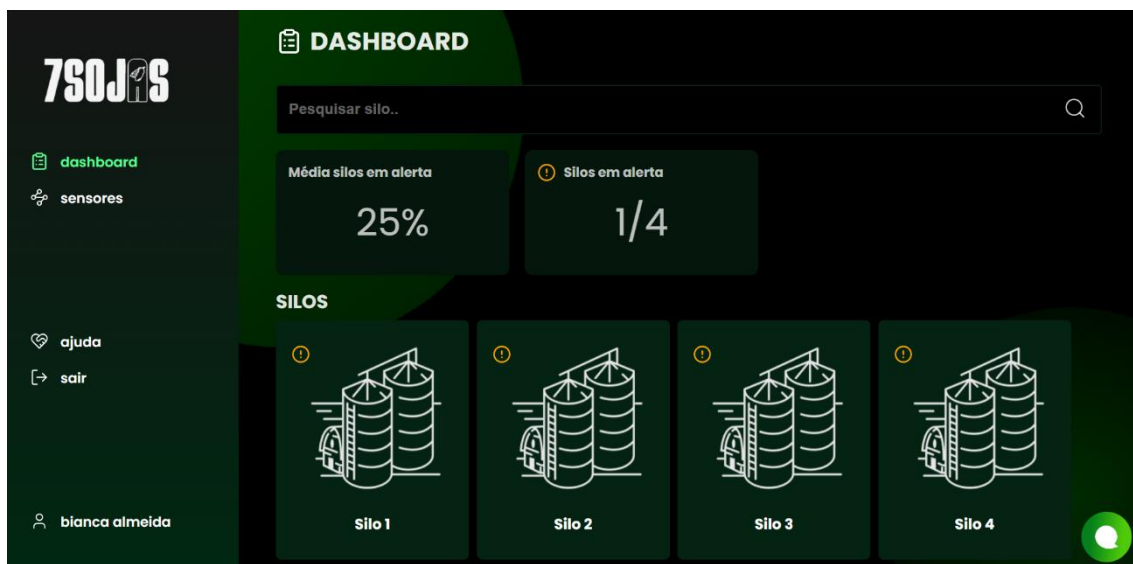 7SOJAS
dashboard
sensores
ajuda
sair
bianca almeida
DASHBOARD
Pesquisar silo..
Média silos em alerta
25%
Silos em alerta
1/4
SILOS
Silo 1
Silo 2
Silo 3
Silo 4